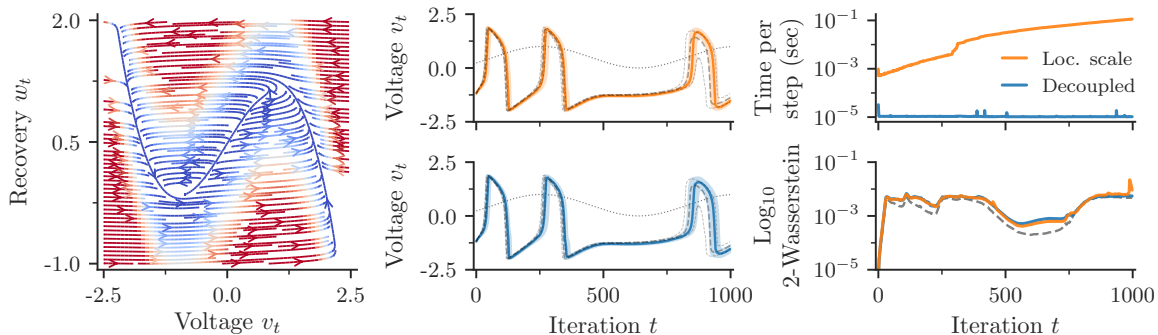 2.0
0.5
-1.0
Recovery $w_t$
-2.5
0.0
2.5
Voltage $v_t$
2.5
0.0
-2.5
Voltage $v_t$
2.5
0.0
-2.5
Voltage $v_t$
0
500
1000
Iteration $t$
Time per
step (sec)
$10^{-1}$
$10^{-3}$
$10^{-5}$
Loc. scale
Decoupled
Log$_{10}$
2-Wasserstein
$10^{-1}$
$10^{-3}$
$10^{-5}$
0
500
1000
Iteration $t$